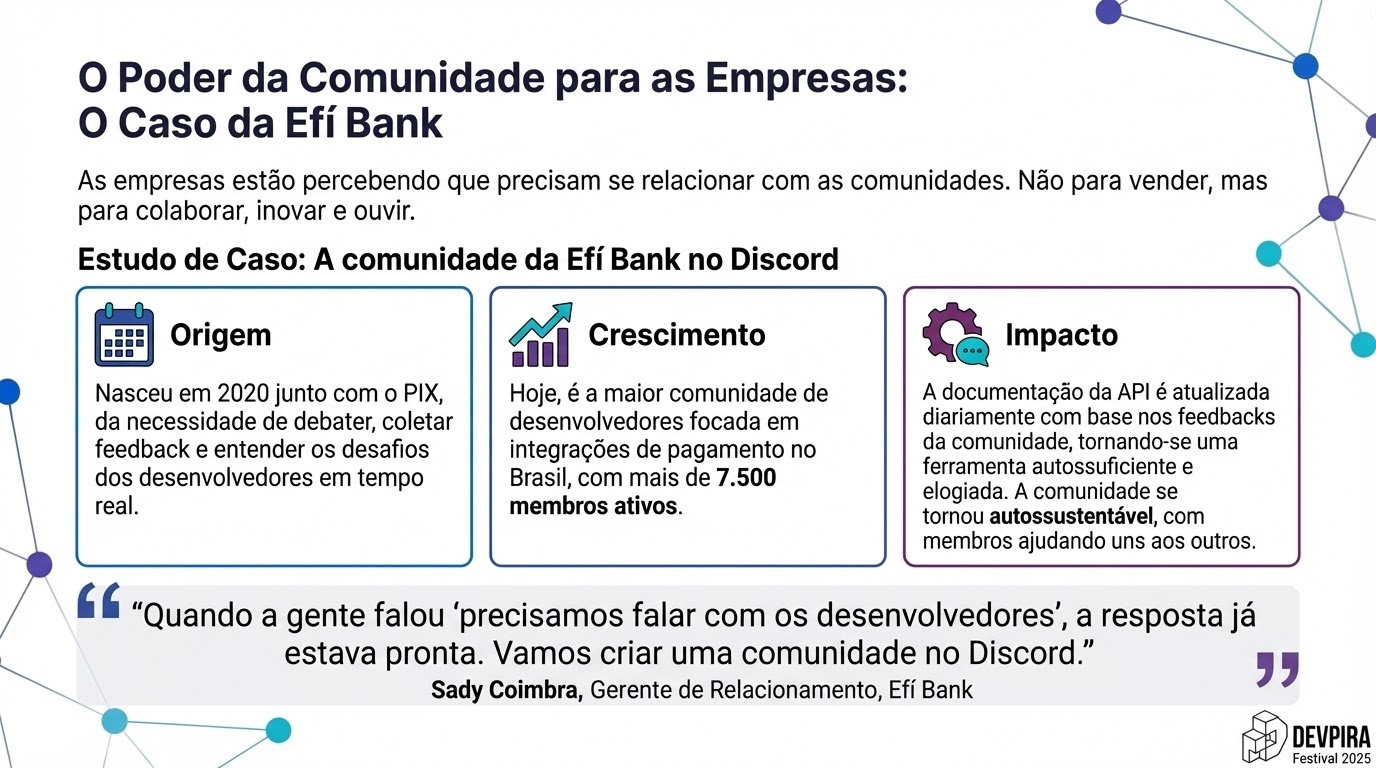 O Poder da Comunidade para as Empresas:
O Caso da Efí Bank
As empresas estão percebendo que precisam se relacionar com as comunidades. Não para vender, mas
para colaborar, inovar e ouvir.
Estudo de Caso: A comunidade da Efí Bank no Discord
Origem
Nasceu em 2020 junto com o PIX,
da necessidade de debater, coletar
feedback e entender os desafios
dos desenvolvedores em tempo
real.
Crescimento
Hoje, é a maior comunidade de
desenvolvedores focada em
integrações de pagamento no
Brasil, com mais de 7.500
membros ativos.
Impacto
A documentação da API é atualizada
diariamente com base nos feedbacks
da comunidade, tornando-se uma
ferramenta autossuficiente e
elogiada. A comunidade se
tornou autossustentável, com
membros ajudando uns aos outros.
“Quando a gente falou ‘precisamos falar com os desenvolvedores’, a resposta já
estava pronta. Vamos criar uma comunidade no Discord.”
Sady Coimbra, Gerente de Relacionamento, Efí Bank
DEVPIRA
Festival 2025